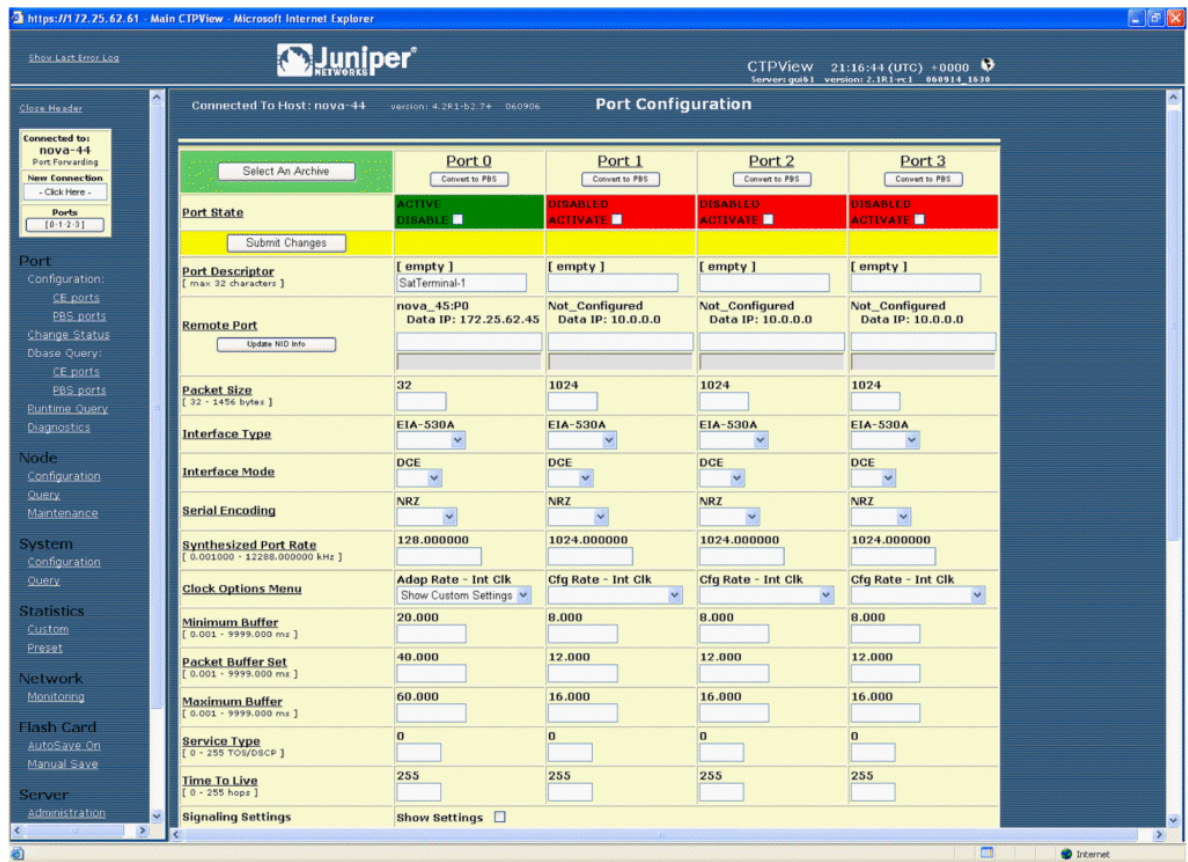 https://172.25.62.61 - Main CTPView - Microsoft Internet Explorer
Show Last Error Log
Juniper®
NETWORKS
CTPView 21:16:44 (UTC) +0000
Server: gui61 version: 2.1R1-rc1 060914_1630
Close Header
Connected to:
nova-44
Port Forwarding
New Connection
- Click Here -
Ports
[0-1-2-3]
Port
Configuration:
CE ports
PBS ports
Change Status
Dbase Query:
CE ports
PBS ports
Runtime Query
Diagnostics
Node
Configuration
Query
Maintenance
System
Configuration
Query
Statistics
Custom
Preset
Network
Monitoring
Flash Card
AutoSave On
Manual Save
Server
Administration
Connected To Host: nova-44 version: 4.2R1-b2.7+ 060906 Port Configuration
Select An Archive Port 0 Port 1 Port 2 Port 3
Convert to PBS Convert to PBS Convert to PBS Convert to PBS
Port State ACTIVE DISABLED DISABLED DISABLED
DISABLE ACTIVATE ACTIVATE ACTIVATE
Submit Changes
Port Descriptor [ empty ] [ empty ] [ empty ] [ empty ]
[ max 32 characters ] SatTerminal-1
Remote Port nova_45:P0 Not_Configured Not_Configured Not_Configured
Data IP: 172.25.62.45 Data IP: 10.0.0.0 Data IP: 10.0.0.0 Data IP: 10.0.0.0
Update NID Info
Packet Size 32 1024 1024 1024
[ 32 - 1456 bytes ]
Interface Type EIA-530A EIA-530A EIA-530A EIA-530A
Interface Mode DCE DCE DCE DCE
Serial Encoding NRZ NRZ NRZ NRZ
Synthesized Port Rate 128.000000 1024.000000 1024.000000 1024.000000
[ 0.001000 - 12288.000000 kHz ]
Clock Options Menu Adap Rate - Int Clk Cfg Rate - Int Clk Cfg Rate - Int Clk Cfg Rate - Int Clk
Show Custom Settings
Minimum Buffer 20.000 8.000 8.000 8.000
[ 0.001 - 9999.000 ms ]
Packet Buffer Set 40.000 12.000 12.000 12.000
[ 0.001 - 9999.000 ms ]
Maximum Buffer 60.000 16.000 16.000 16.000
[ 0.001 - 9999.000 ms ]
Service Type 0 0 0 0
[ 0 - 255 TOS/DSCP ]
Time To Live 255 255 255 255
[ 0 - 255 hops ]
Signaling Settings Show Settings
Internet